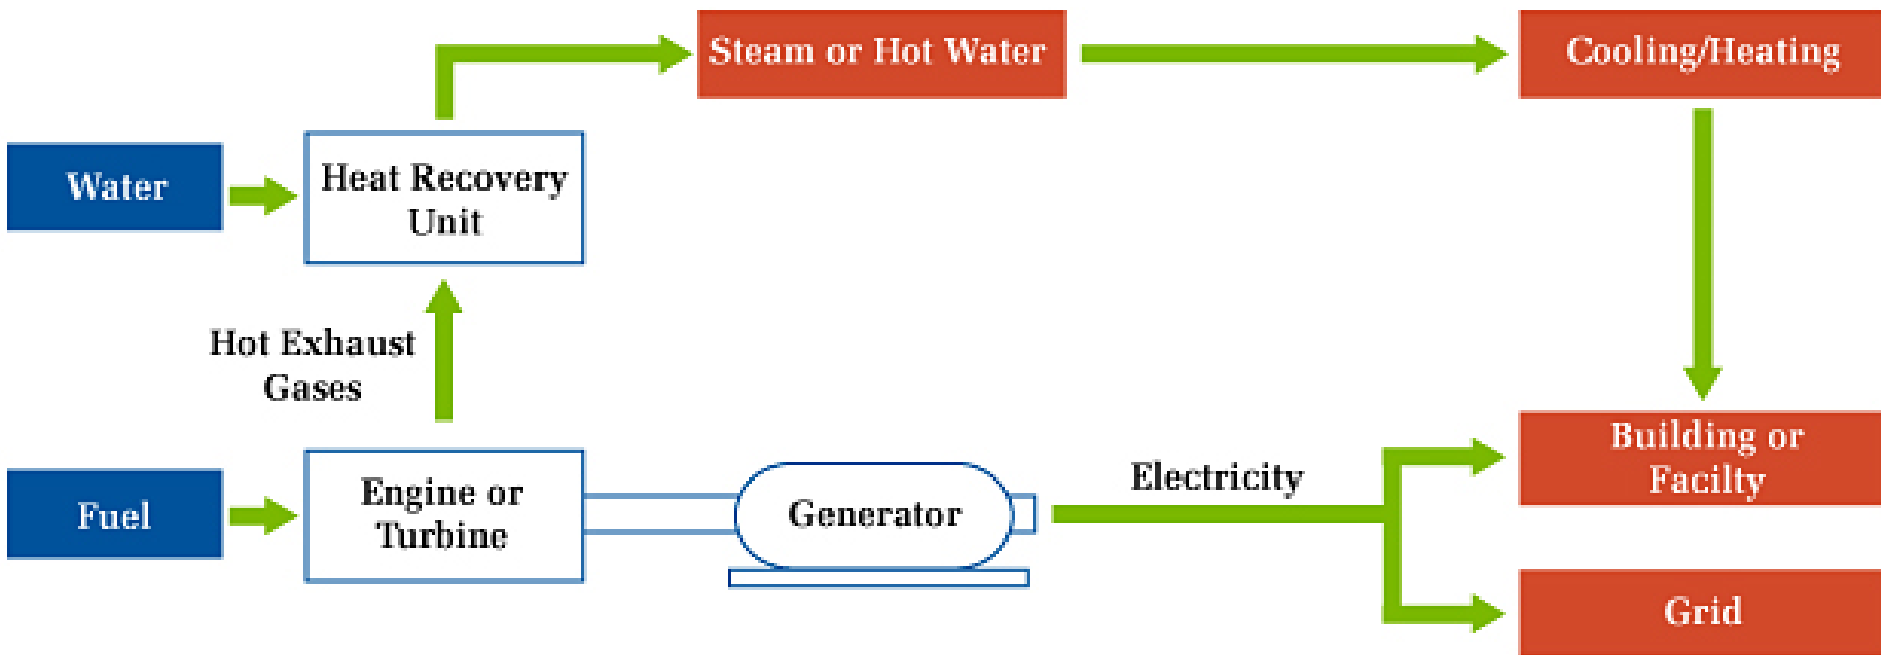 Steam or Hot Water
Cooling/Heating
Water
Heat Recovery
Unit
Hot Exhaust
Gases
Fuel
Engine or
Turbine
Generator
Electricity
Building or
Facilty
Grid